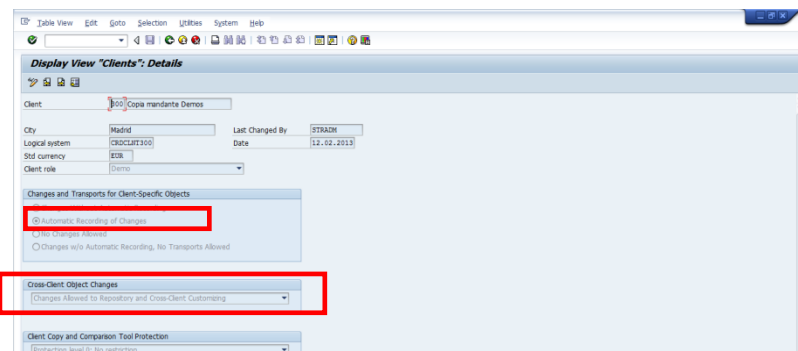 Table View Edit Goto Selection Utilities System Help
Display View "Clients": Details
Client 300 Copia mandante Demos
City Madrid Last Changed By STRADM
Logical system CRDCLNT300 Date 12.02.2013
Std currency EUR
Client role Demo
Changes and Transports for Client-Specific Objects
Automatic Recording of Changes
No Changes Allowed
Changes w/o Automatic Recording, No Transports Allowed
Cross-Client Object Changes
Changes Allowed to Repository and Cross-Client Customizing
Client Copy and Comparison Tool Protection
Protection level 0: No restriction